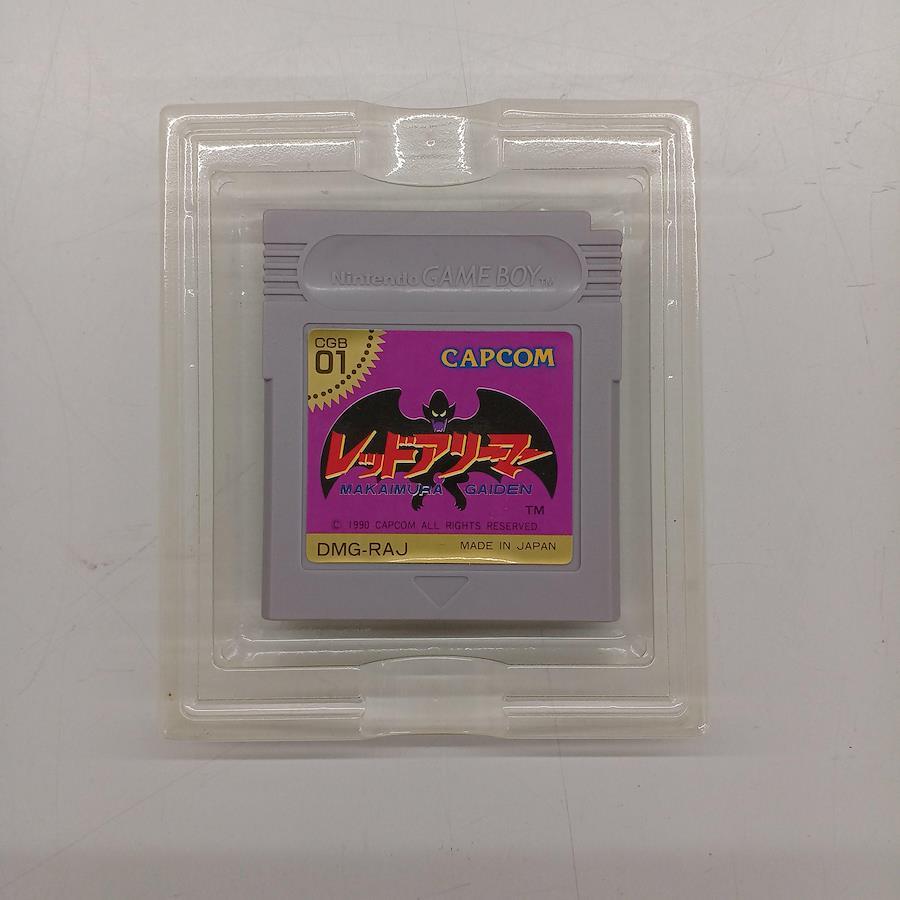 Nintendo GAME BOY TM
CGB
01
CAPCOM
レッドアリーマー
MAKAIMURA GAIDEN
TM
© 1990 CAPCOM ALL RIGHTS RESERVED.
DMG-RAJ MADE IN JAPAN